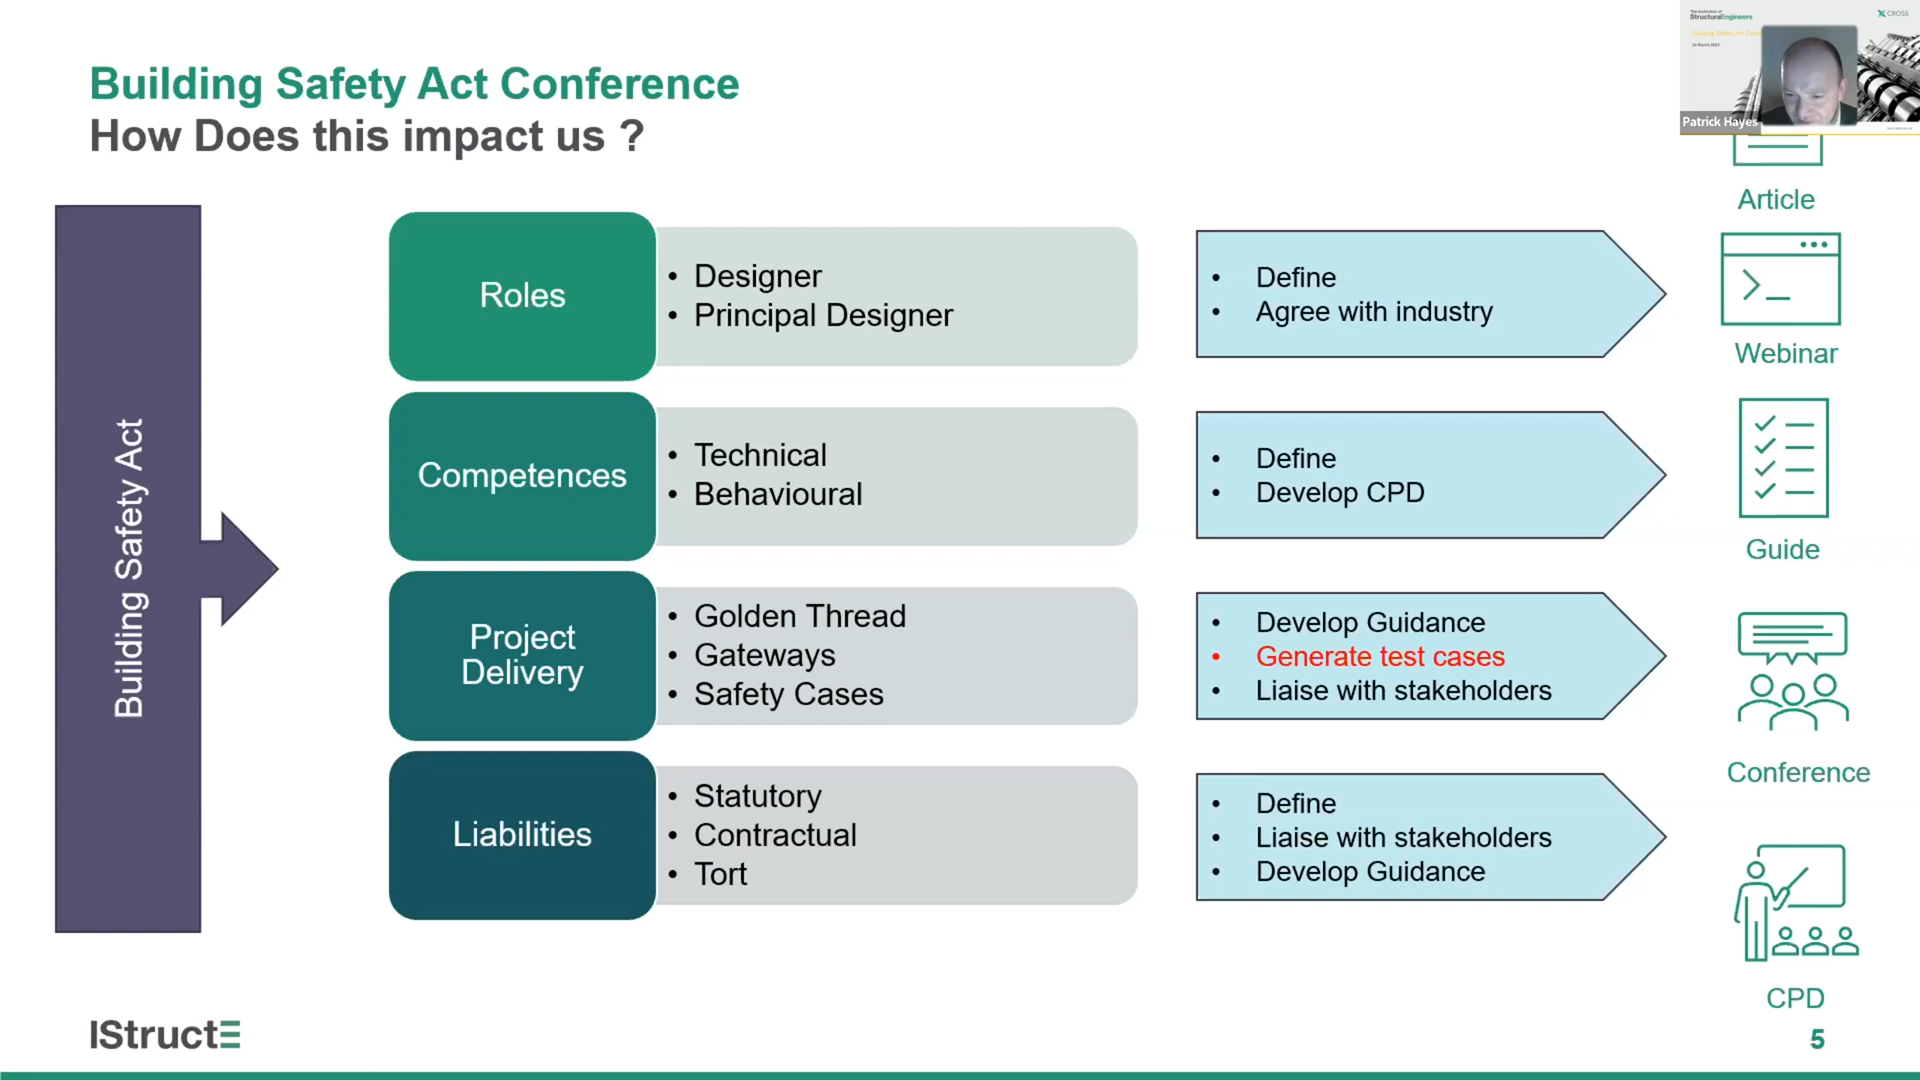 Building Safety Act Conference
How Does this impact us ?
Building Safety Act
Roles
• Designer
• Principal Designer
• Define
• Agree with industry
Competences
• Technical
• Behavioural
• Define
• Develop CPD
Project
Delivery
• Golden Thread
• Gateways
• Safety Cases
• Develop Guidance
• Generate test cases
• Liaise with stakeholders
Liabilities
• Statutory
• Contractual
• Tort
• Define
• Liaise with stakeholders
• Develop Guidance
StructuralEngineers
CROSS
Patrick Hayes
Article
Webinar
Guide
Conference
CPD
IStructE
5